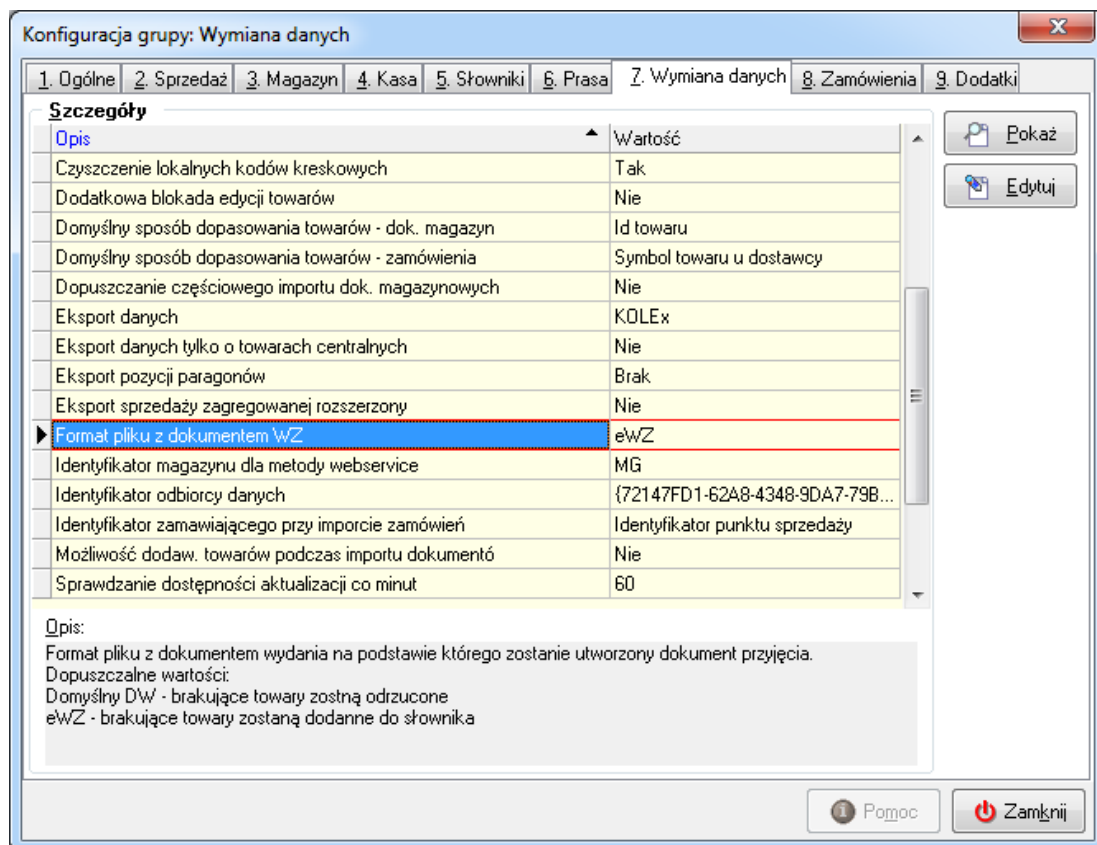 Konfiguracja grupy: Wymiana danych
1. Ogólne 2. Sprzedaż 3. Magazyn 4. Kasa 5. Słowniki 6. Prasa 7. Wymiana danych 8. Zamówienia 9. Dodatki
Szczegóły
Opis Wartość
Czyszczenie lokalnych kodów kreskowych Tak
Dodatkowa blokada edycji towarów Nie
Domyślny sposób dopasowania towarów - dok. magazyn Id towaru
Domyślny sposób dopasowania towarów - zamówienia Symbol towaru u dostawcy
Dopuszczanie częściowego importu dok. magazynowych Nie
Eksport danych KOLEx
Eksport danych tylko o towarach centralnych Nie
Eksport pozycji paragonów Brak
Eksport sprzedaży zagregowanej rozszerzony Nie
Format pliku z dokumentem WZ eWZ
Identyfikator magazynu dla metody webservice MG
Identyfikator odbiorcy danych {72147FD1-62A8-4348-9DA7-79B...
Identyfikator zamawiającego przy imporcie zamówień Identyfikator punktu sprzedaży
Możliwość dodaw. towarów podczas importu dokumentó Nie
Sprawdzanie dostępności aktualizacji co minut 60
Pokaż
Edytuj
Opis:
Format pliku z dokumentem wydania na podstawie którego zostanie utworzony dokument przyjęcia.
Dopuszczalne wartości:
Domyślny DW - brakujące towary zostną odrzucone
eWZ - brakujące towary zostaną dodanne do słownika
Pomoc Zamknij